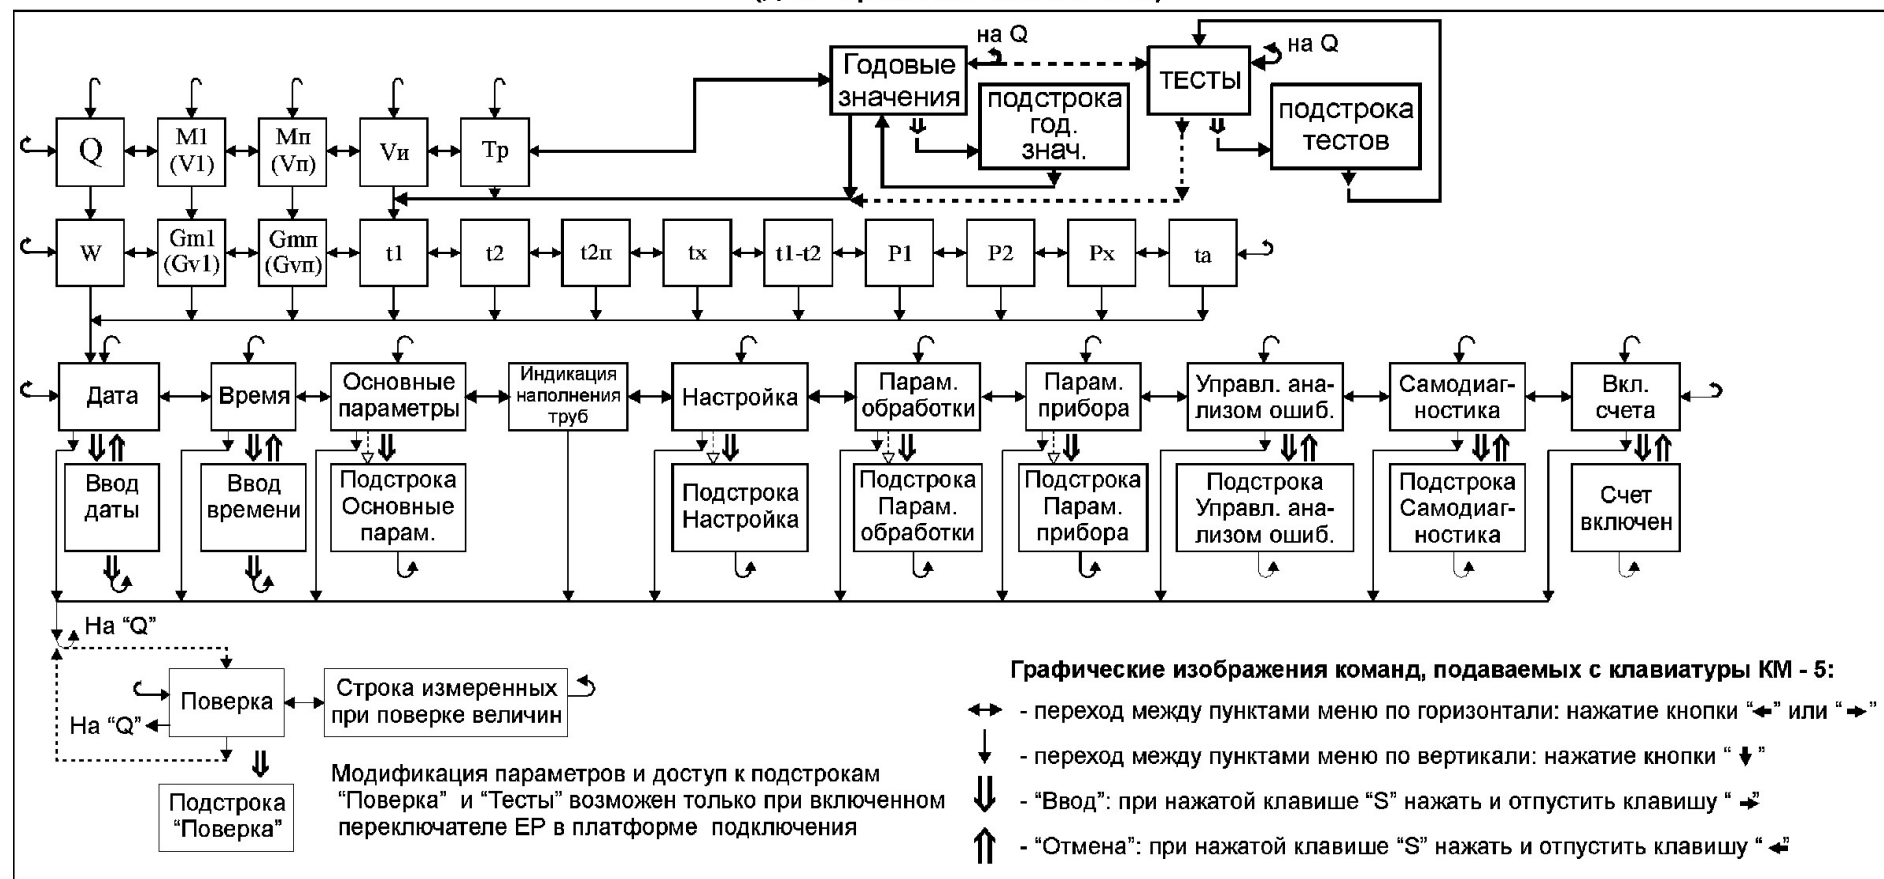 на Q
на Q
Годовые
значения
ТЕСТЫ
подстрока
год.
знач.
подстрока
тестов
Q
М1
(V1)
Мп
(Vп)
Vи
Тр
W
Gm1
(Gv1)
Gmп
(Gvп)
t1
t2
t2п
tx
t1-t2
P1
P2
Px
ta
Дата
Время
Основные
параметры
Индикация
наполнения
труб
Настройка
Парам.
обработки
Парам.
прибора
Управл. ана-
лизом ошиб.
Самодиаг-
ностика
Вкл.
счета
Ввод
даты
Ввод
времени
Подстрока
Основные
парам.
Подстрока
Настройка
Подстрока
Парам.
обработки
Подстрока
Парам.
прибора
Подстрока
Управл. ана-
лизом ошиб.
Подстрока
Самодиаг-
ностика
Счет
включен
На “Q”
Поверка
Строка измеренных
при поверке величин
На “Q”
Подстрока
“Поверка”
Модификация параметров и доступ к подстрокам
“Поверка” и “Тесты” возможен только при включенном
переключателе ЕР в платформе подключения
Графические изображения команд, подаваемых с клавиатуры КМ - 5:
- переход между пунктами меню по горизонтали: нажатие кнопки “←” или “→”
- переход между пунктами меню по вертикали: нажатие кнопки “↓”
- “Ввод”: при нажатой клавише “S” нажать и отпустить клавишу “→”
- “Отмена”: при нажатой клавише “S” нажать и отпустить клавишу “←”